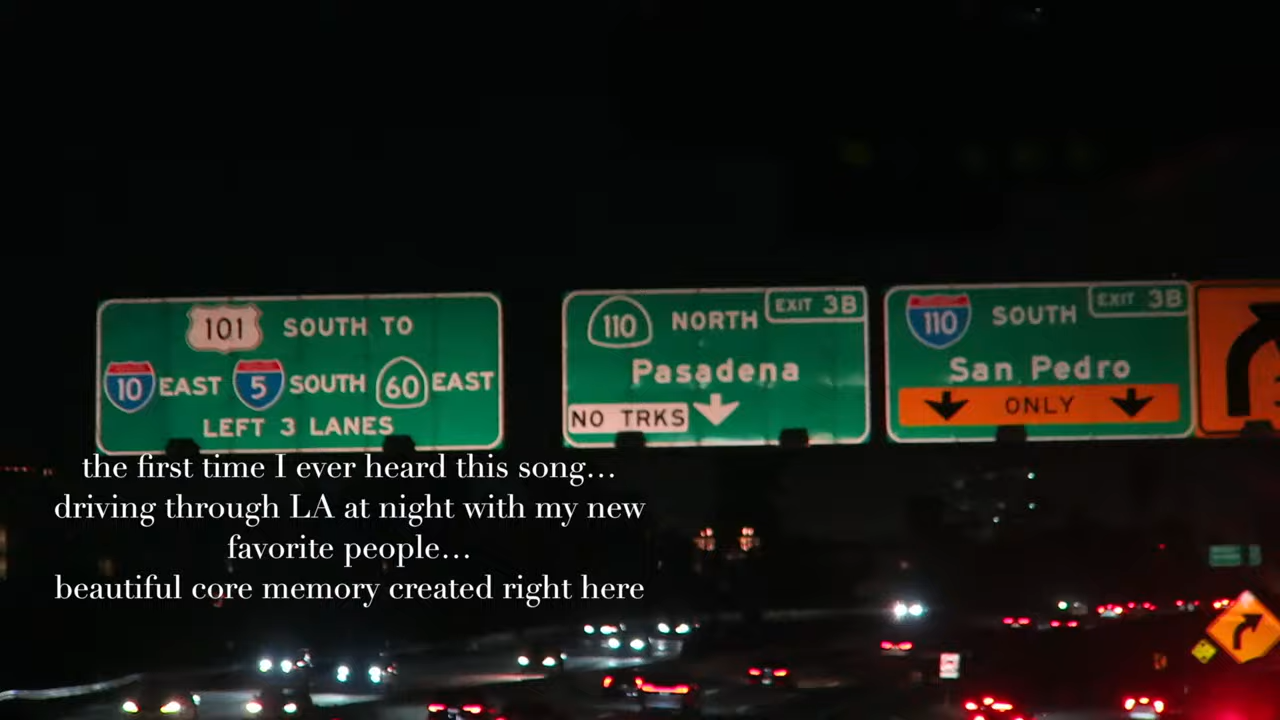 101 SOUTH TO
10 EAST 5 SOUTH 60 EAST
LEFT 3 LANES
EXIT 3B
110 NORTH
Pasadena
NO TRKS
EXIT 3B
110 SOUTH
San Pedro
ONLY
the first time I ever heard this song...
driving through LA at night with my new
favorite people...
beautiful core memory created right here